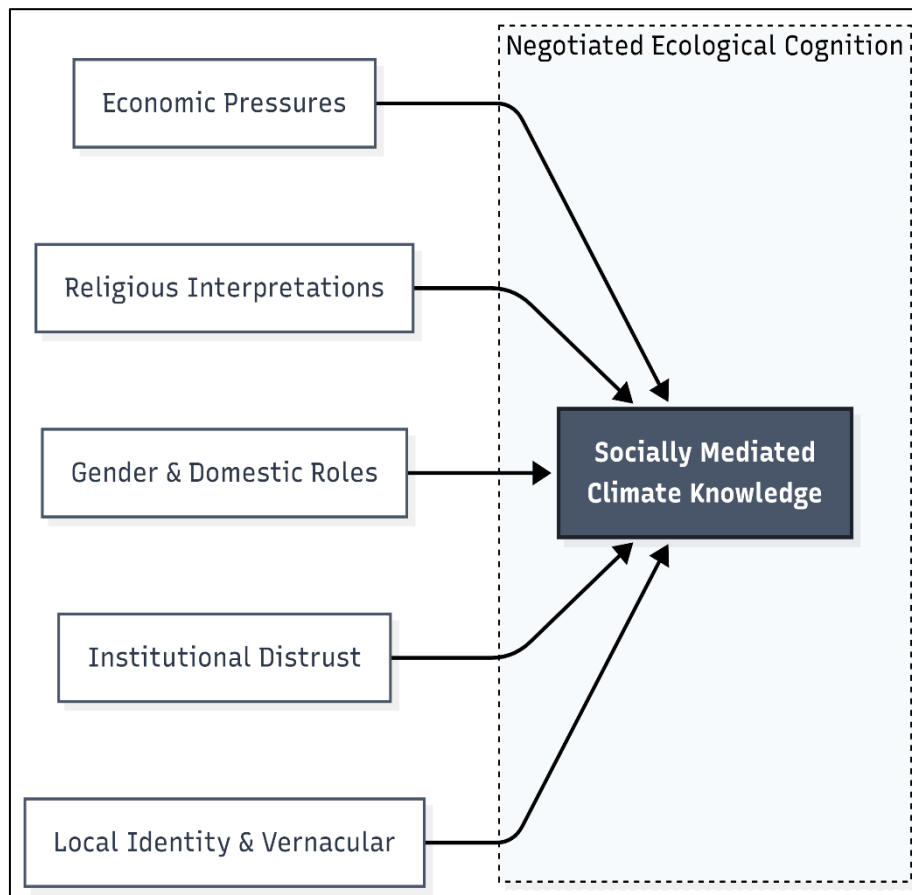 Negotiated Ecological Cognition
Economic Pressures
Religious Interpretations
Gender & Domestic Roles
Socially Mediated
Climate Knowledge
Institutional Distrust
Local Identity & Vernacular